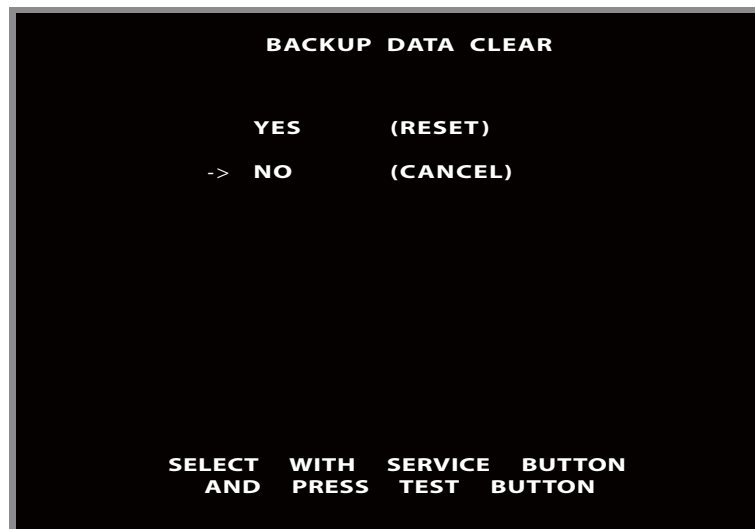 BACKUP DATA CLEAR
YES (RESET)
-> NO (CANCEL)
SELECT WITH SERVICE BUTTON
AND PRESS TEST BUTTON